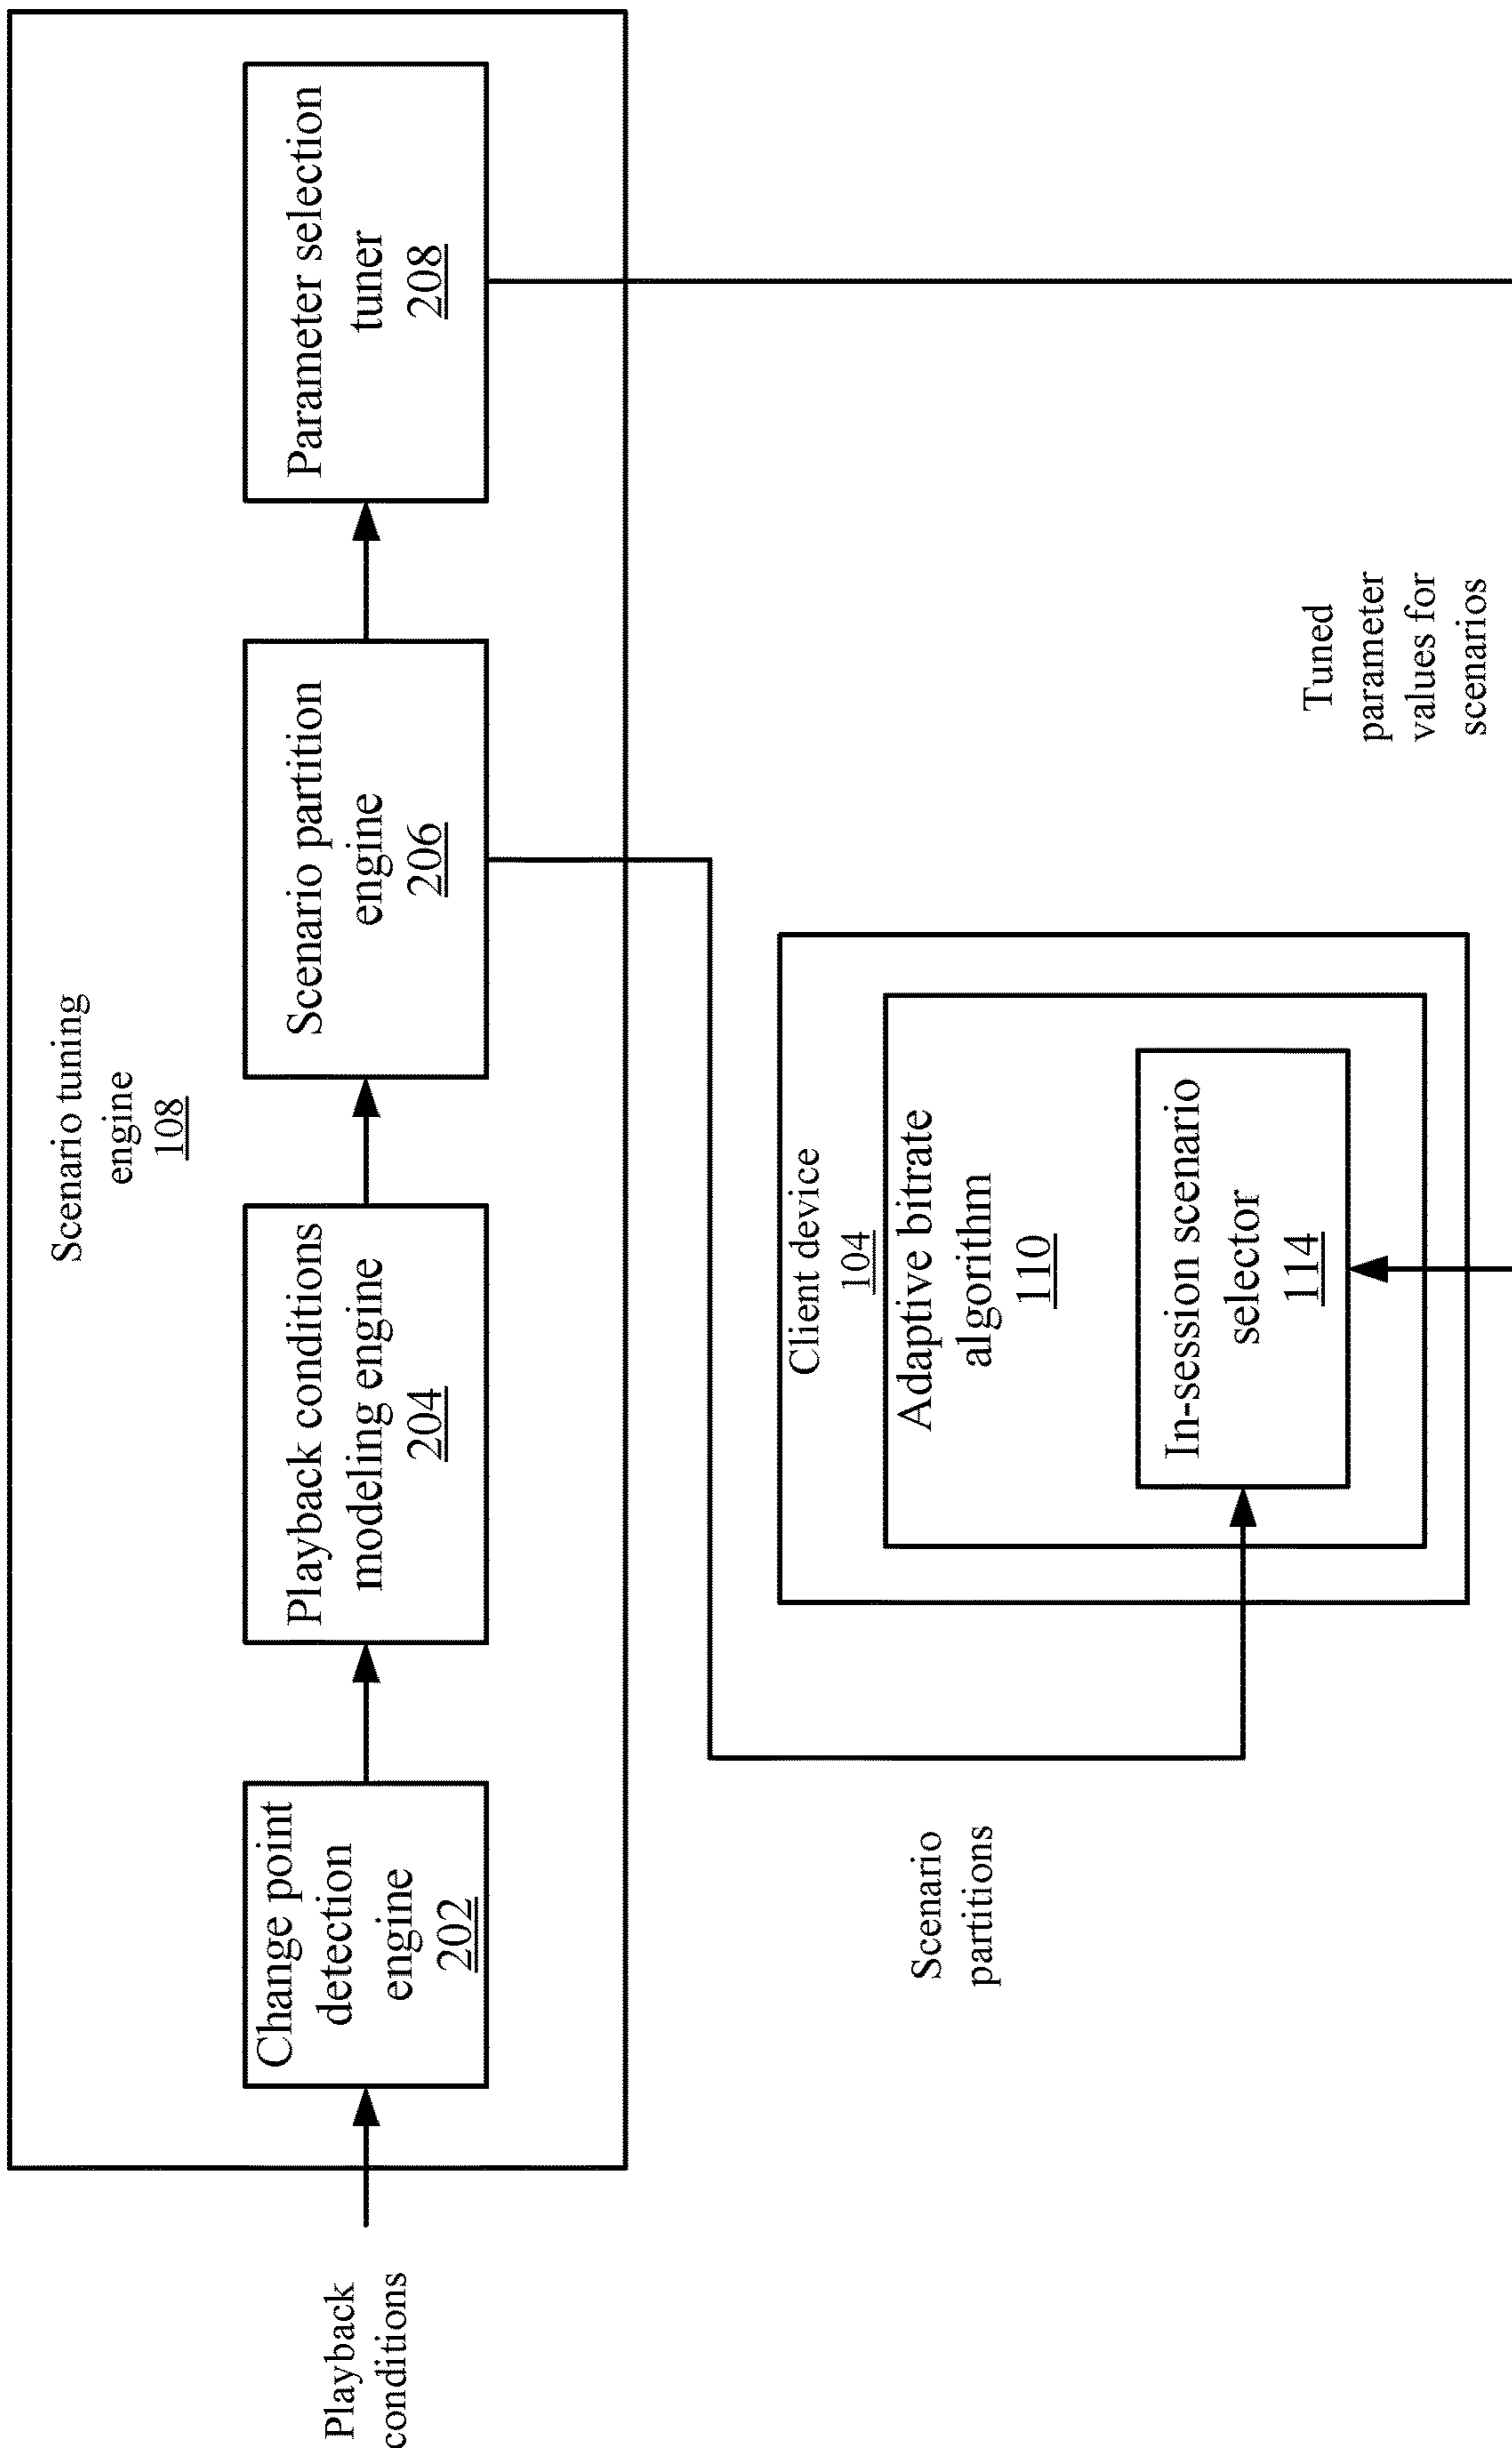 Scenario tuning
engine
108
Playback
conditions
Change point
detection
engine
202
Playback conditions
modeling engine
204
Scenario partition
engine
206
Parameter selection
tuner
208
Client device
104
Adaptive bitrate
algorithm
110
In-session scenario
selector
114
Scenario
partitions
Tuned
parameter
values for
scenarios